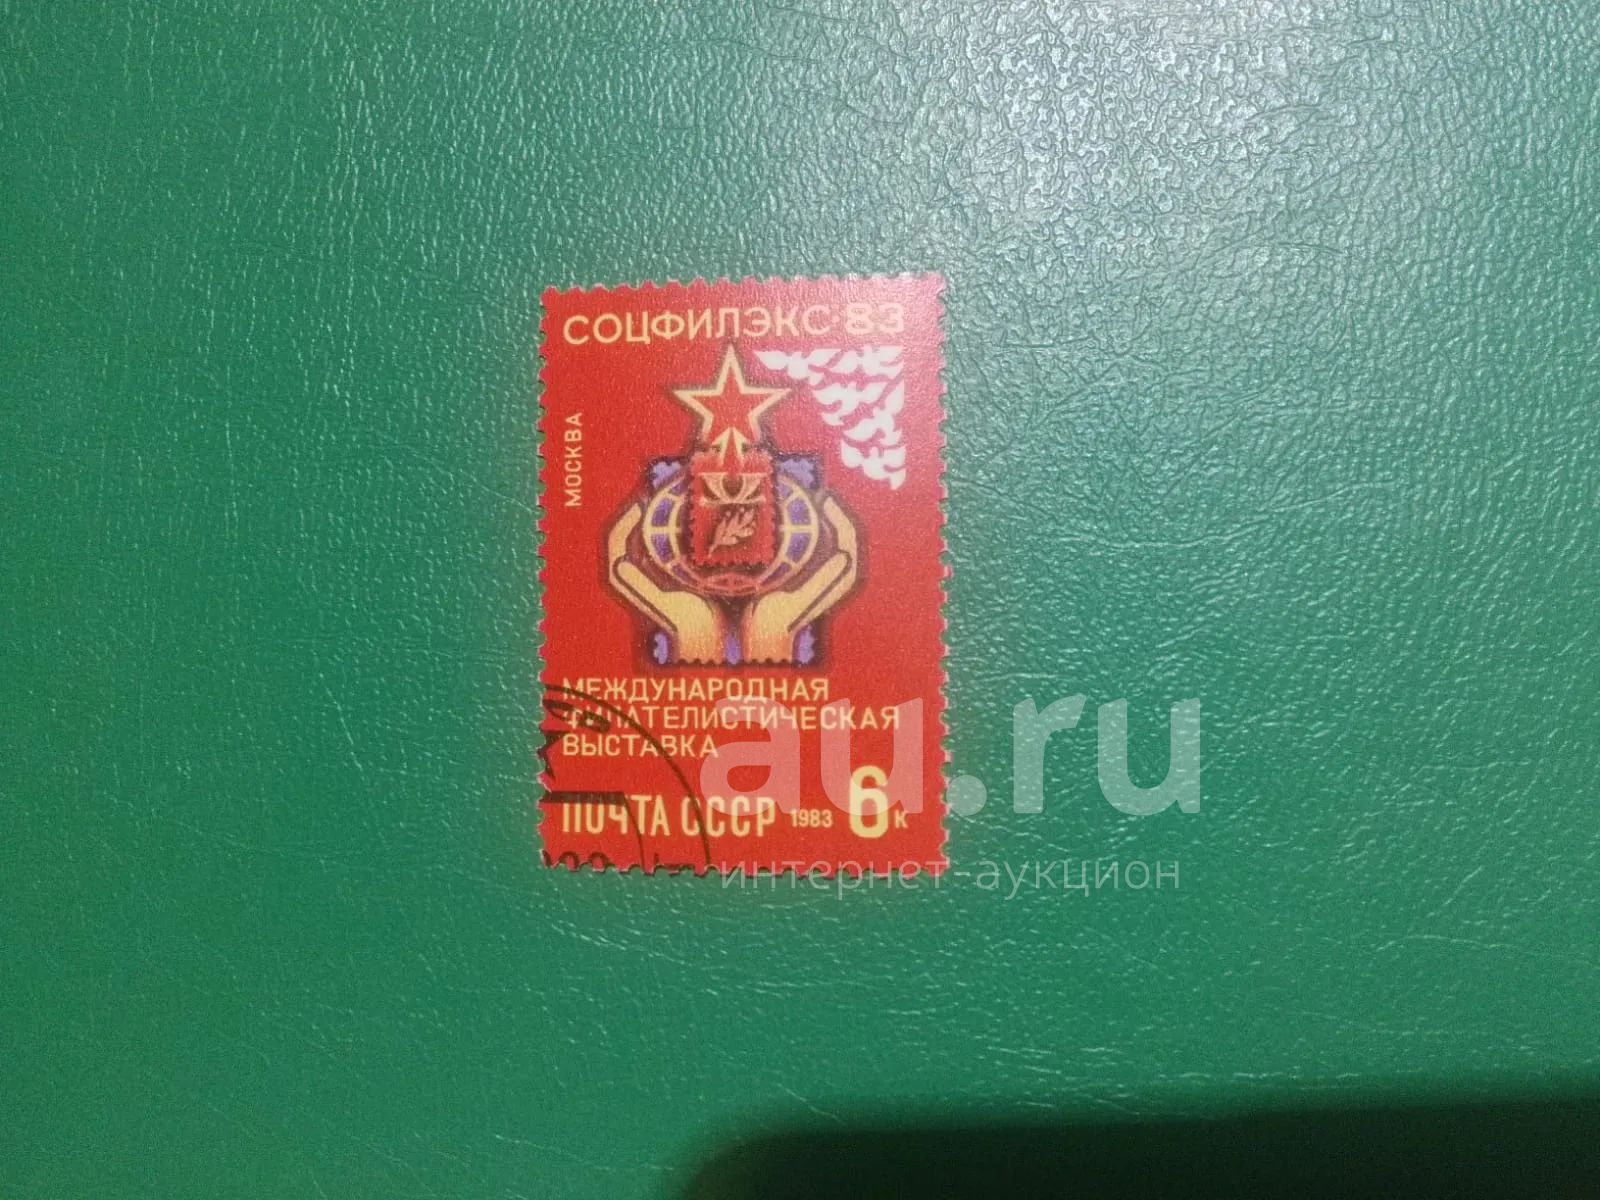 СОЦФИЛЭКС·83
МОСКВА
МЕЖДУНАРОДНАЯ
ФИЛАТЕЛИСТИЧЕСКАЯ
ВЫСТАВКА
ПОЧТА СССР 1983 6К
au.ru
интернет-аукцион